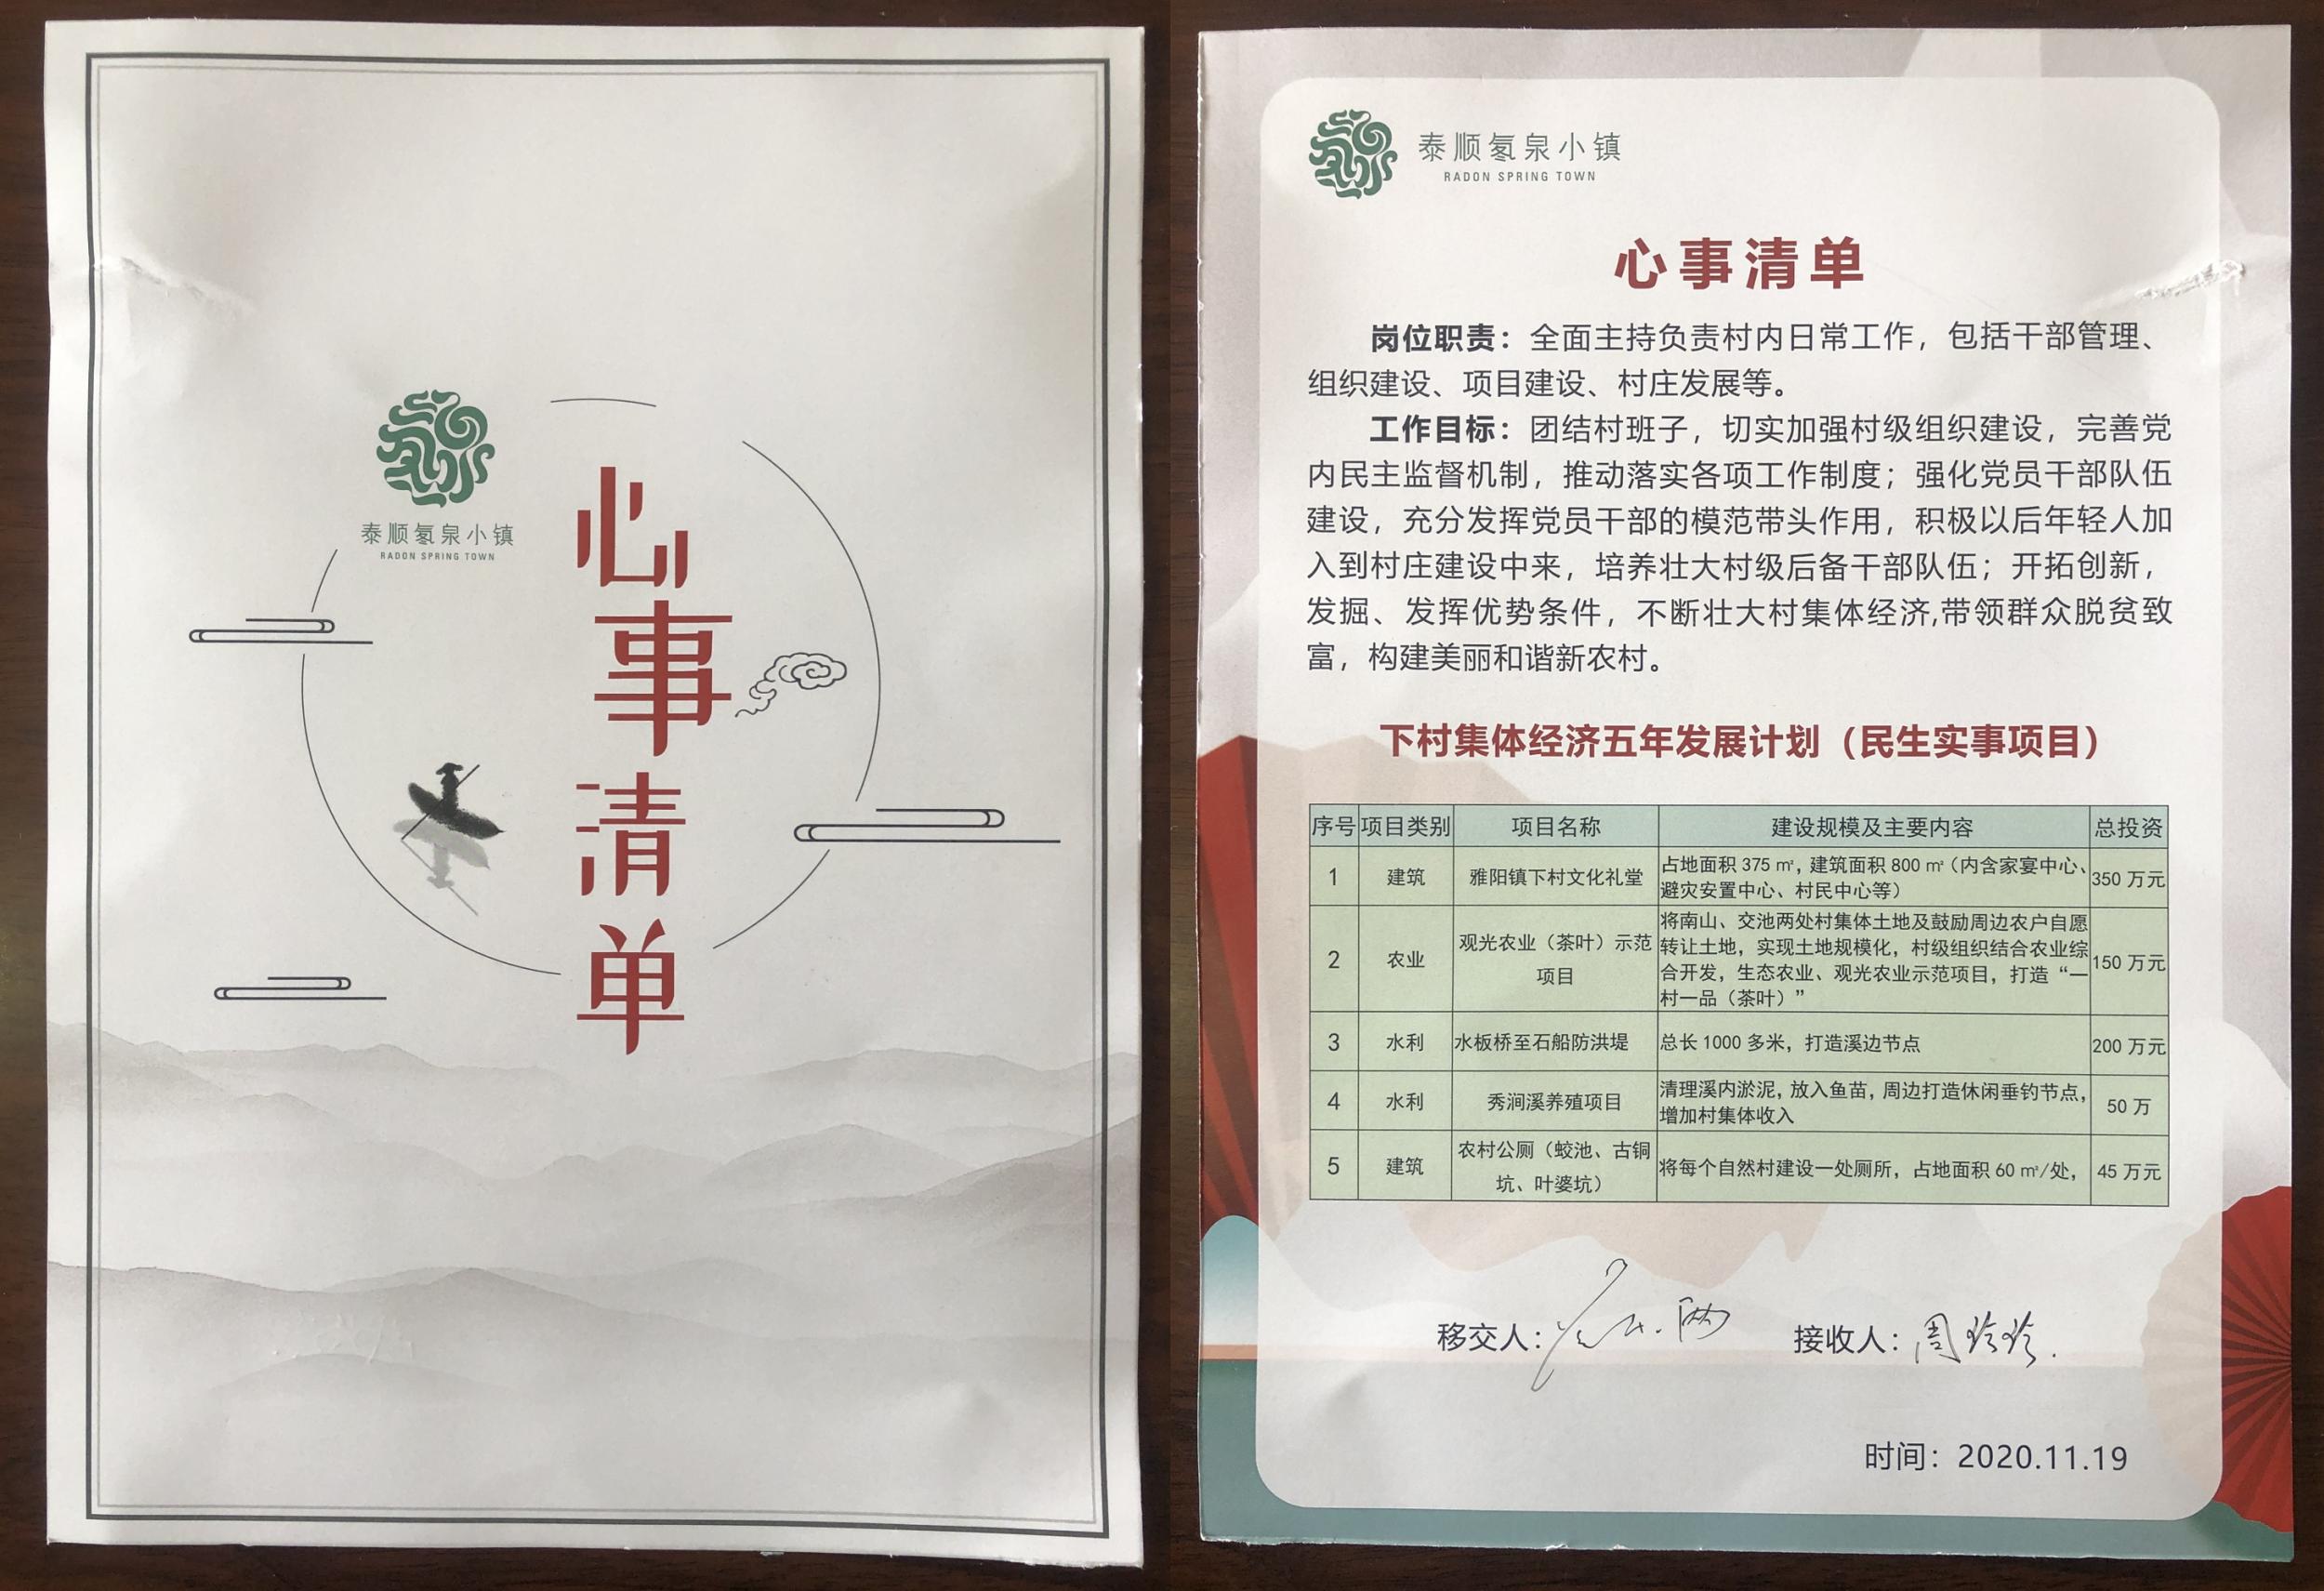 泰顺氡泉小镇
RADON SPRING TOWN
心事清单
泰顺氡泉小镇
RADON SPRING TOWN
心事清单
岗位职责：全面主持负责村内日常工作，包括干部管理、
组织建设、项目建设、村庄发展等。
工作目标：团结村班子，切实加强村级组织建设，完善党
内民主监督机制，推动落实各项工作制度；强化党员干部队伍
建设，充分发挥党员干部的模范带头作用，积极以后年轻人加
入到村庄建设中来，培养壮大村级后备干部队伍；开拓创新，
发掘、发挥优势条件，不断壮大村集体经济,带领群众脱贫致
富，构建美丽和谐新农村。
下村集体经济五年发展计划（民生实事项目）
序号 项目类别 项目名称 建设规模及主要内容 总投资
1 建筑 雅阳镇下村文化礼堂 占地面积 375 ㎡，建筑面积 800 ㎡（内含家宴中心、
避灾安置中心、村民中心等） 350 万元
2 农业 观光农业（茶叶）示范
项目 将南山、交池两处村集体土地及鼓励周边农户自愿
转让土地，实现土地规模化，村级组织结合农业综
合开发，生态农业、观光农业示范项目，打造“一
村一品（茶叶）” 150 万元
3 水利 水板桥至石船防洪堤 总长 1000 多米，打造溪边节点 200 万元
4 水利 秀涧溪养殖项目 清理溪内淤泥，放入鱼苗，周边打造休闲垂钓节点，
增加村集体收入 50 万
5 建筑 农村公厕（蛟池、古铜
坑、叶婆坑） 将每个自然村建设一处厕所，占地面积 60 ㎡/处， 45 万元
移交人： 接收人：周玲玲.
时间：2020.11.19